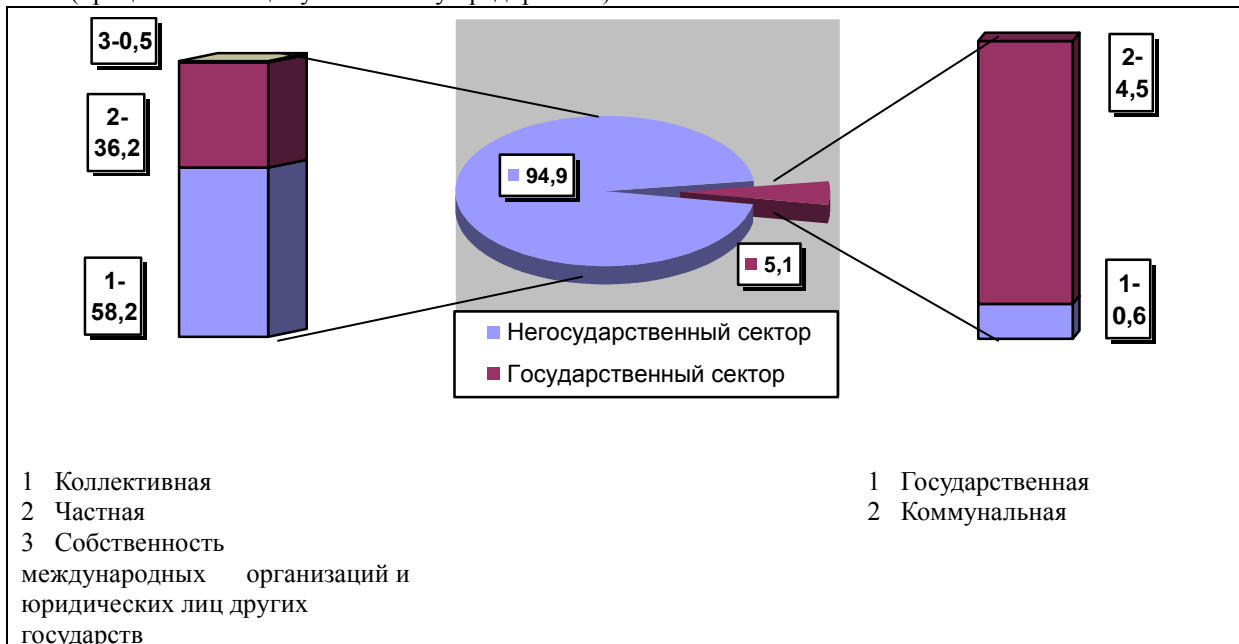 3-0,5
2-
36,2
1-
58,2
94,9
5,1
Негосударственный сектор
Государственный сектор
2-
4,5
1-
0,6
1 Коллективная
2 Частная
3 Собственность
международных организаций и
юридических лиц других
государств
1 Государственная
2 Коммунальная